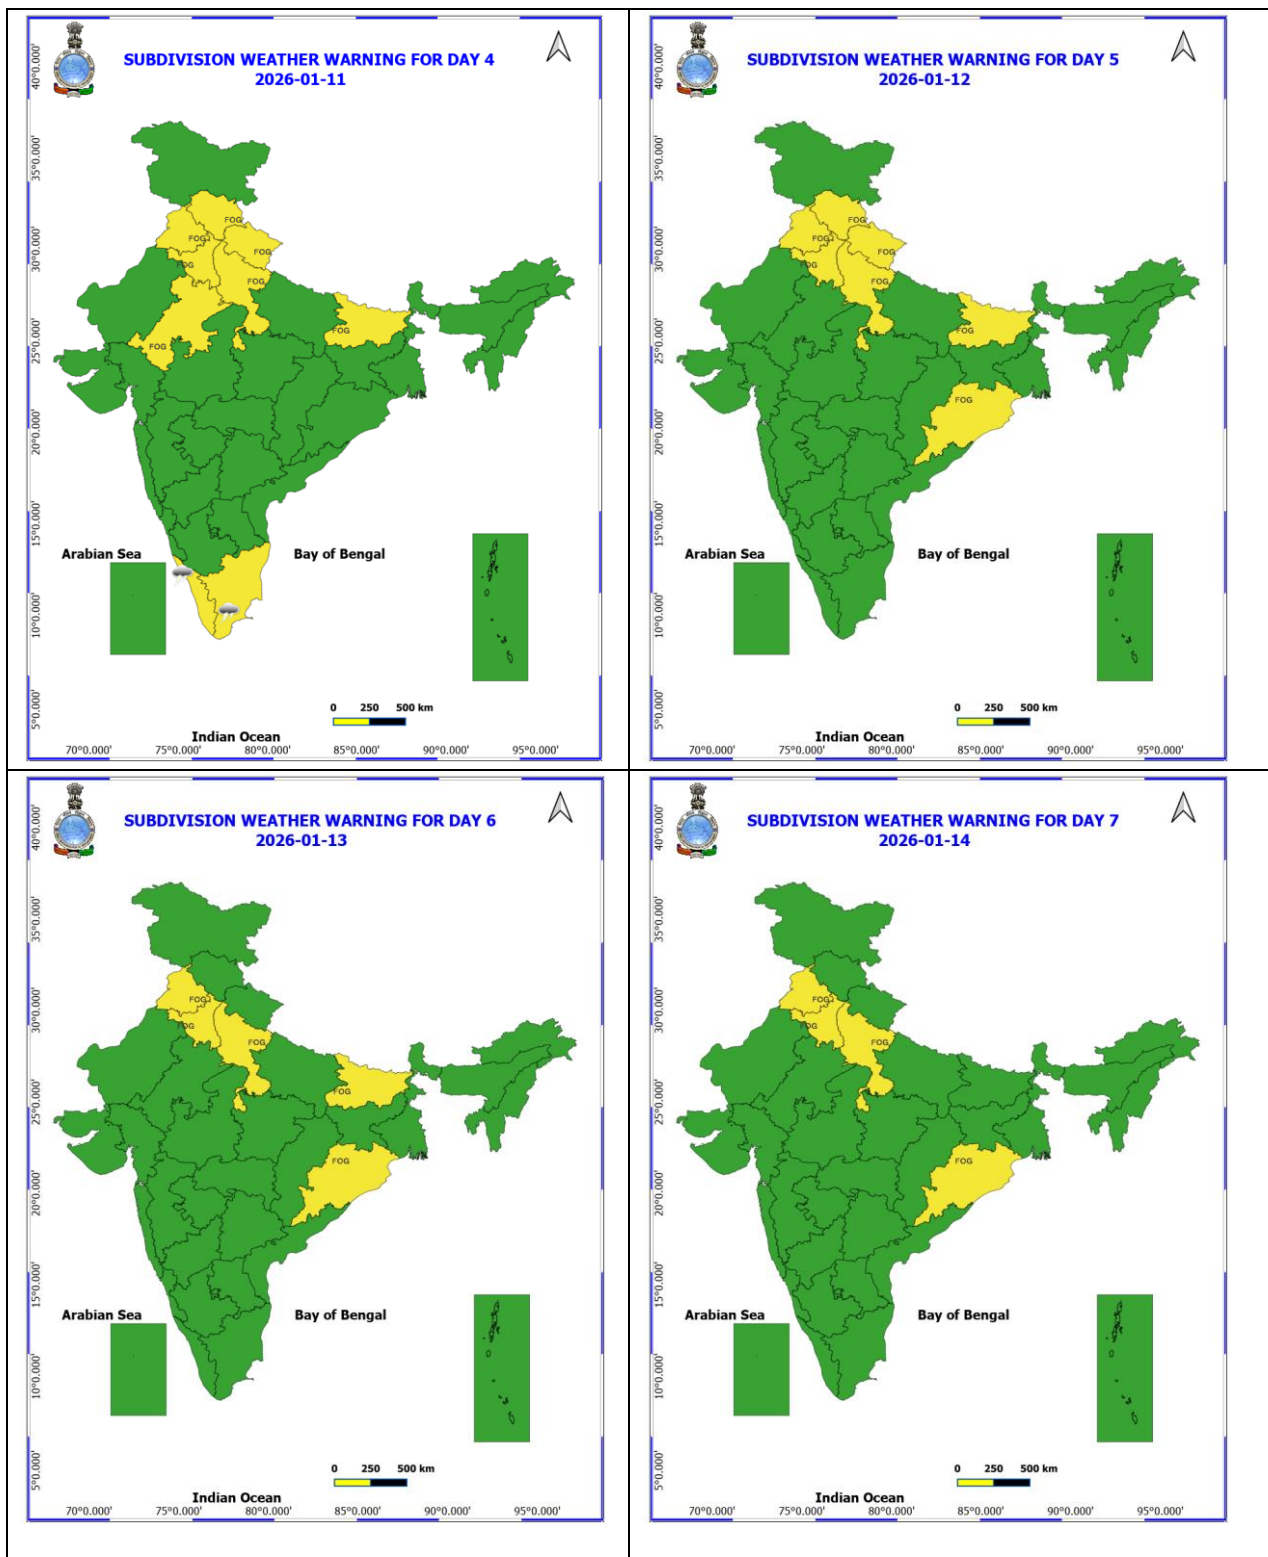 SUBDIVISION WEATHER WARNING FOR DAY 4
2026-01-11
40°0.000'
35°0.000'
30°0.000'
25°0.000'
20°0.000'
15°0.000'
10°0.000'
5°0.000'
FOG
FOG
FOG
FOG
FOG
FOG
FOG
Arabian Sea
Bay of Bengal
0 250 500 km
Indian Ocean
70°0.000' 75°0.000' 80°0.000' 85°0.000' 90°0.000' 95°0.000'
SUBDIVISION WEATHER WARNING FOR DAY 5
2026-01-12
40°0.000'
35°0.000'
30°0.000'
25°0.000'
20°0.000'
15°0.000'
10°0.000'
5°0.000'
FOG
FOG
FOG
FOG
FOG
FOG
FOG
Arabian Sea
Bay of Bengal
0 250 500 km
Indian Ocean
70°0.000' 75°0.000' 80°0.000' 85°0.000' 90°0.000' 95°0.000'
SUBDIVISION WEATHER WARNING FOR DAY 6
2026-01-13
40°0.000'
35°0.000'
30°0.000'
25°0.000'
20°0.000'
15°0.000'
10°0.000'
5°0.000'
FOG
FOG
FOG
FOG
FOG
Arabian Sea
Bay of Bengal
0 250 500 km
Indian Ocean
70°0.000' 75°0.000' 80°0.000' 85°0.000' 90°0.000' 95°0.000'
SUBDIVISION WEATHER WARNING FOR DAY 7
2026-01-14
40°0.000'
35°0.000'
30°0.000'
25°0.000'
20°0.000'
15°0.000'
10°0.000'
5°0.000'
FOG
FOG
FOG
FOG
Arabian Sea
Bay of Bengal
0 250 500 km
Indian Ocean
70°0.000' 75°0.000' 80°0.000' 85°0.000' 90°0.000' 95°0.000'